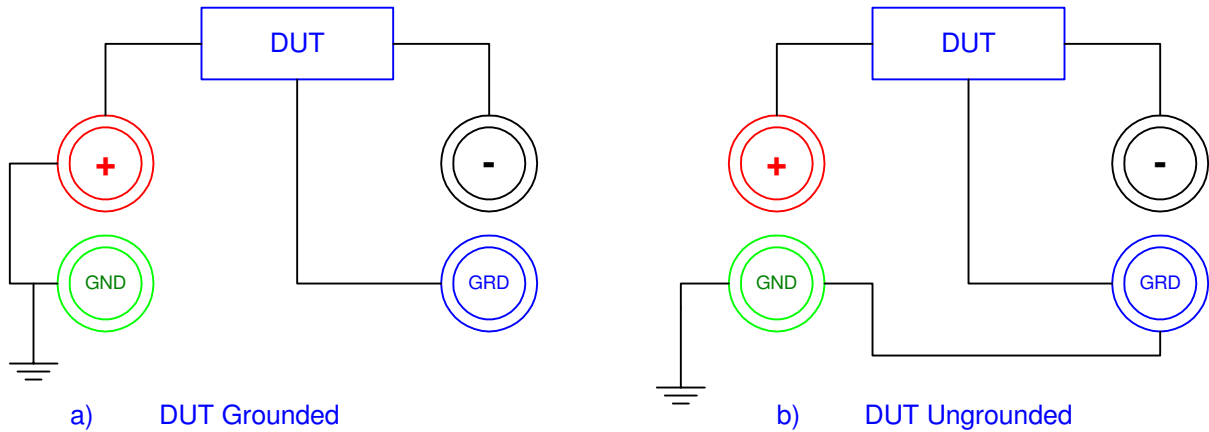 DUT
DUT
+
-
+
-
GND
GRD
GND
GRD
a) DUT Grounded
b) DUT Ungrounded